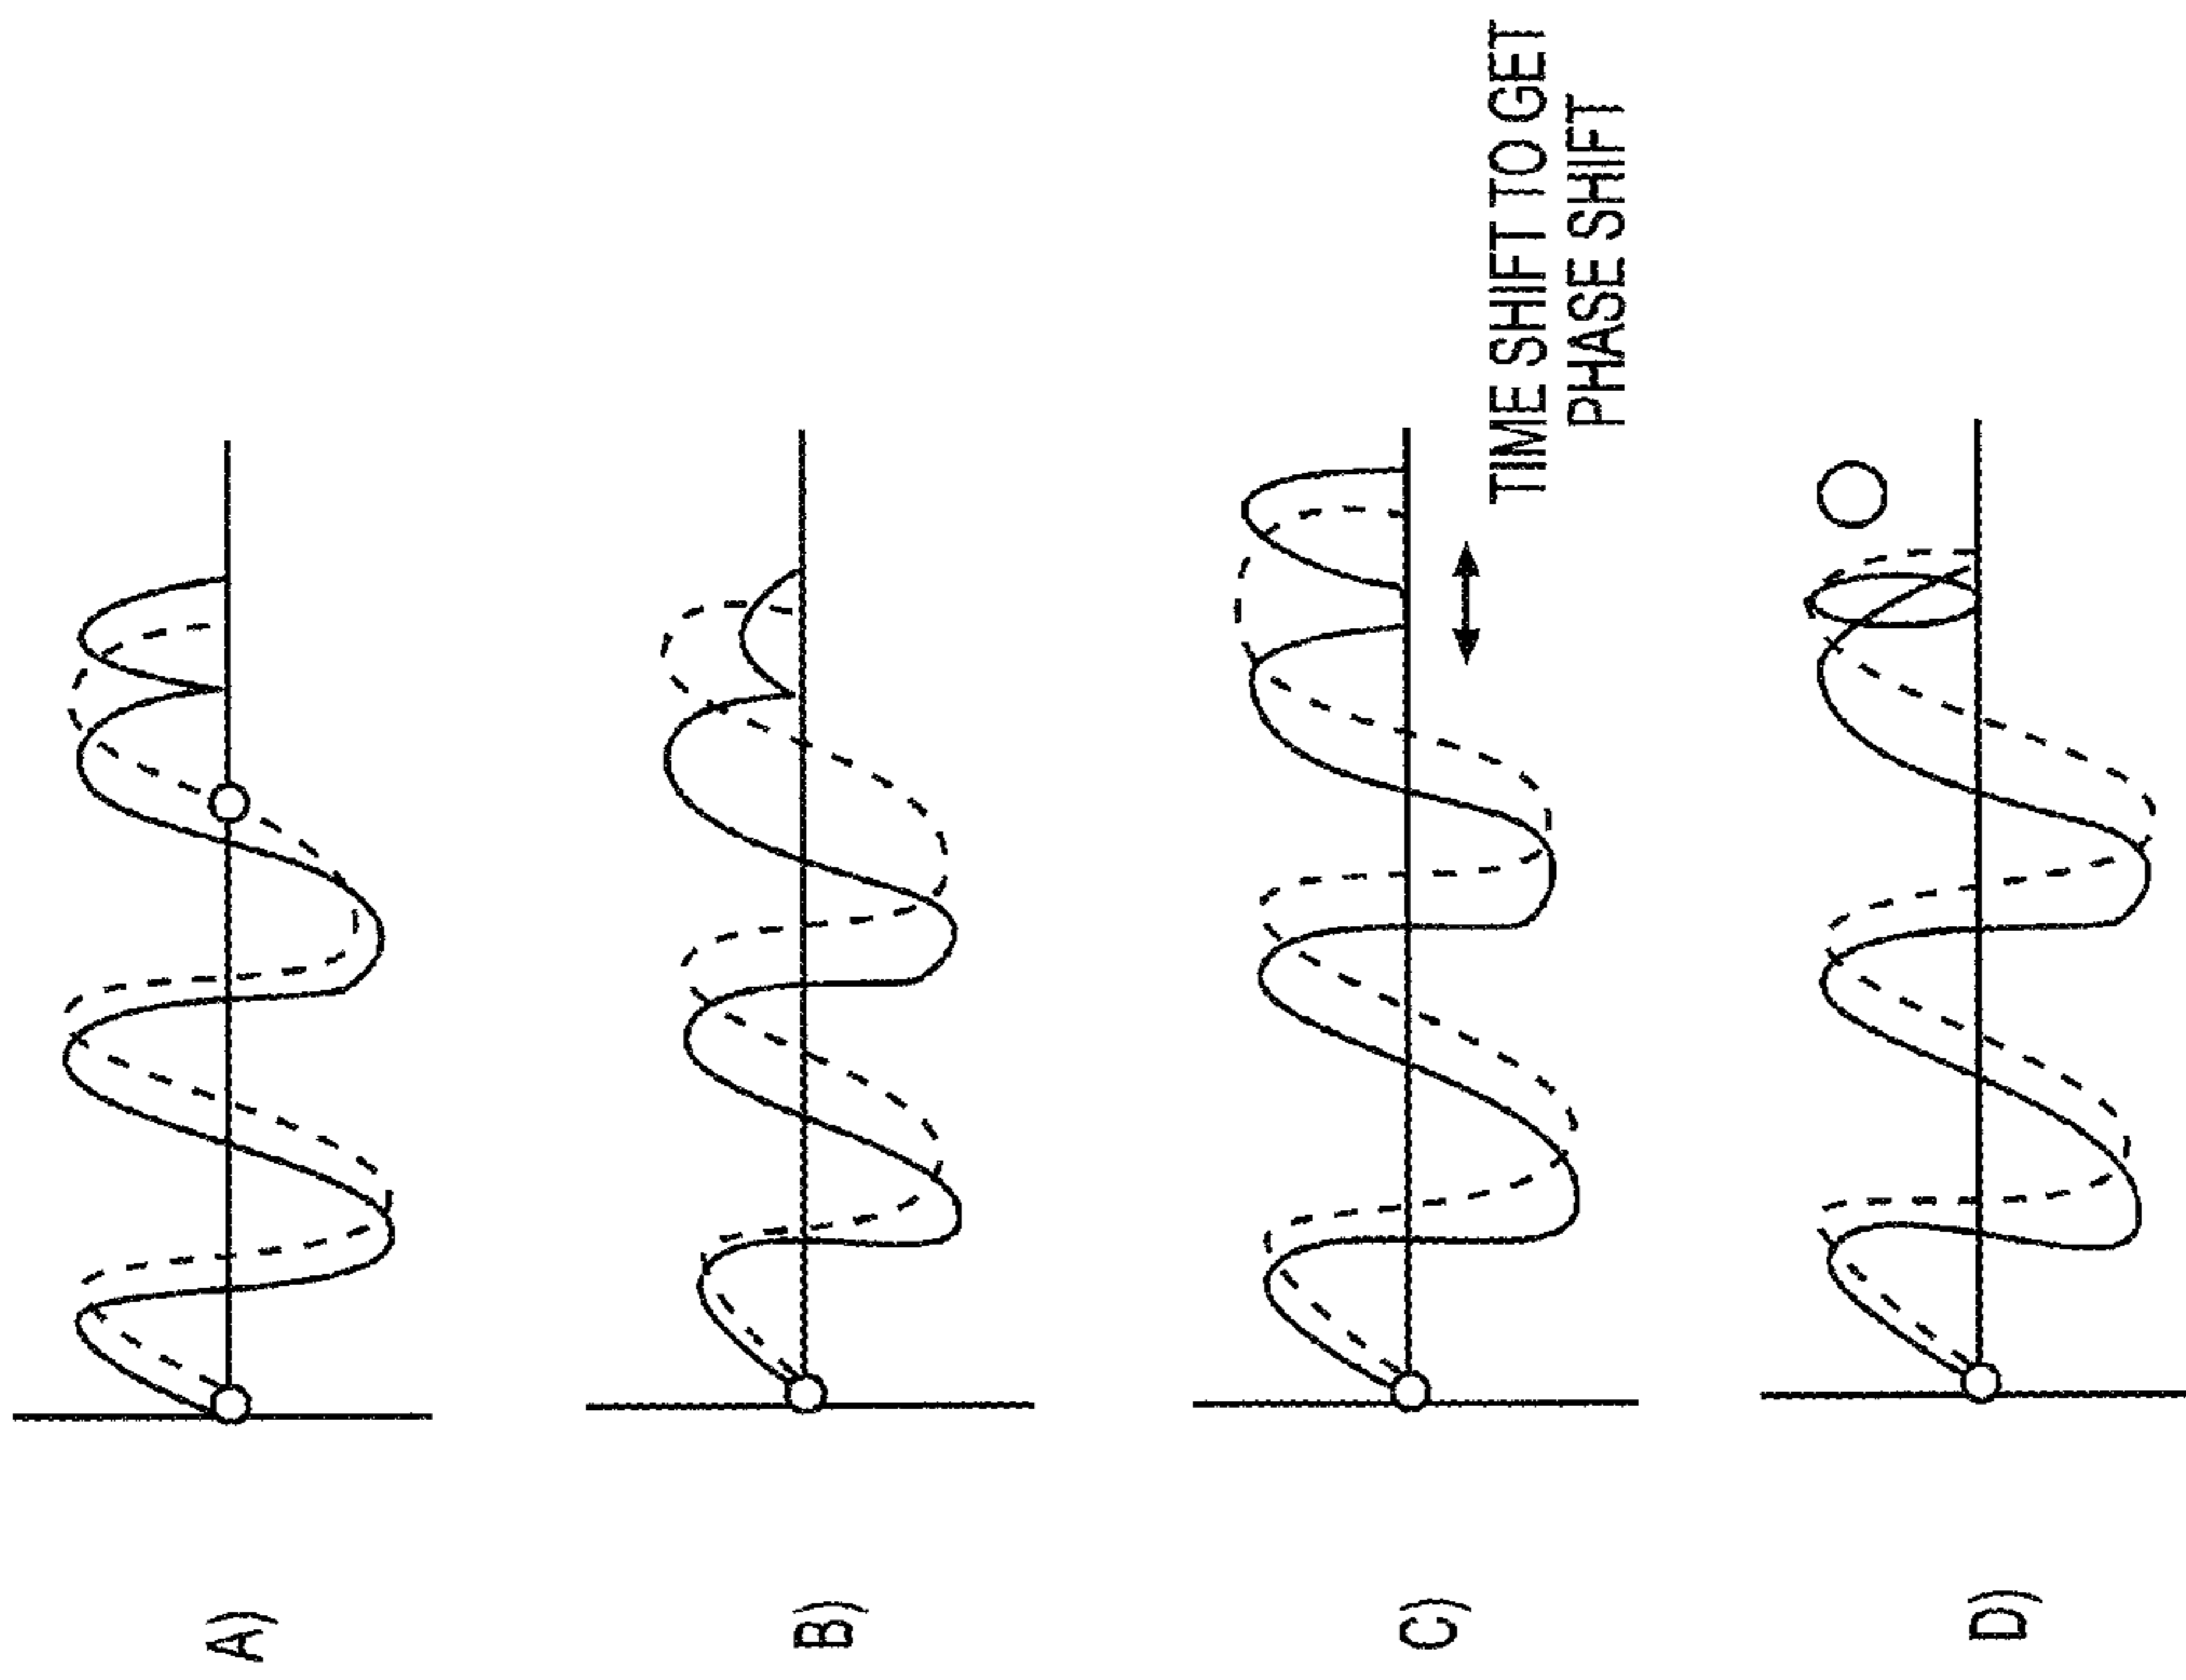 A)
B)
C)
TIME SHIFT TO GET
PHASE SHIFT
D)